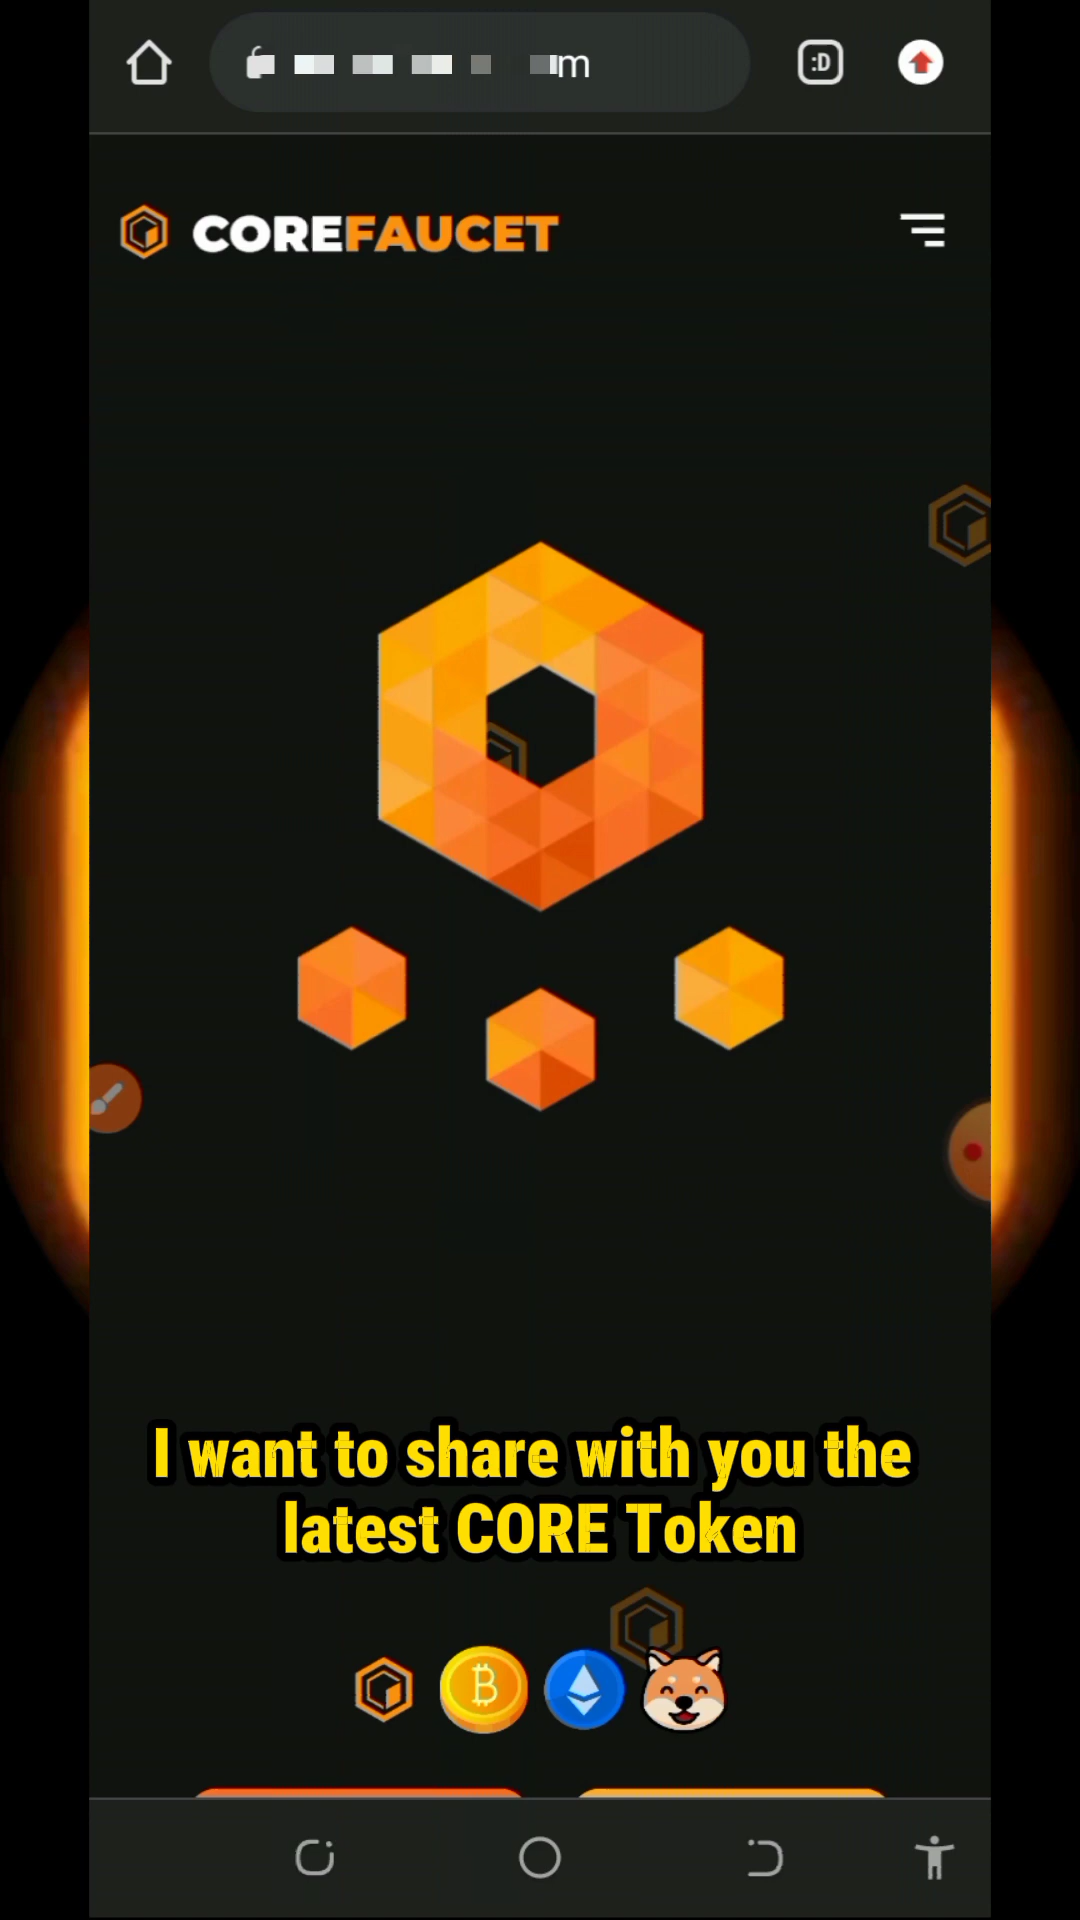 :D
m
COREFAUCET
I want to share with you the
latest CORE Token